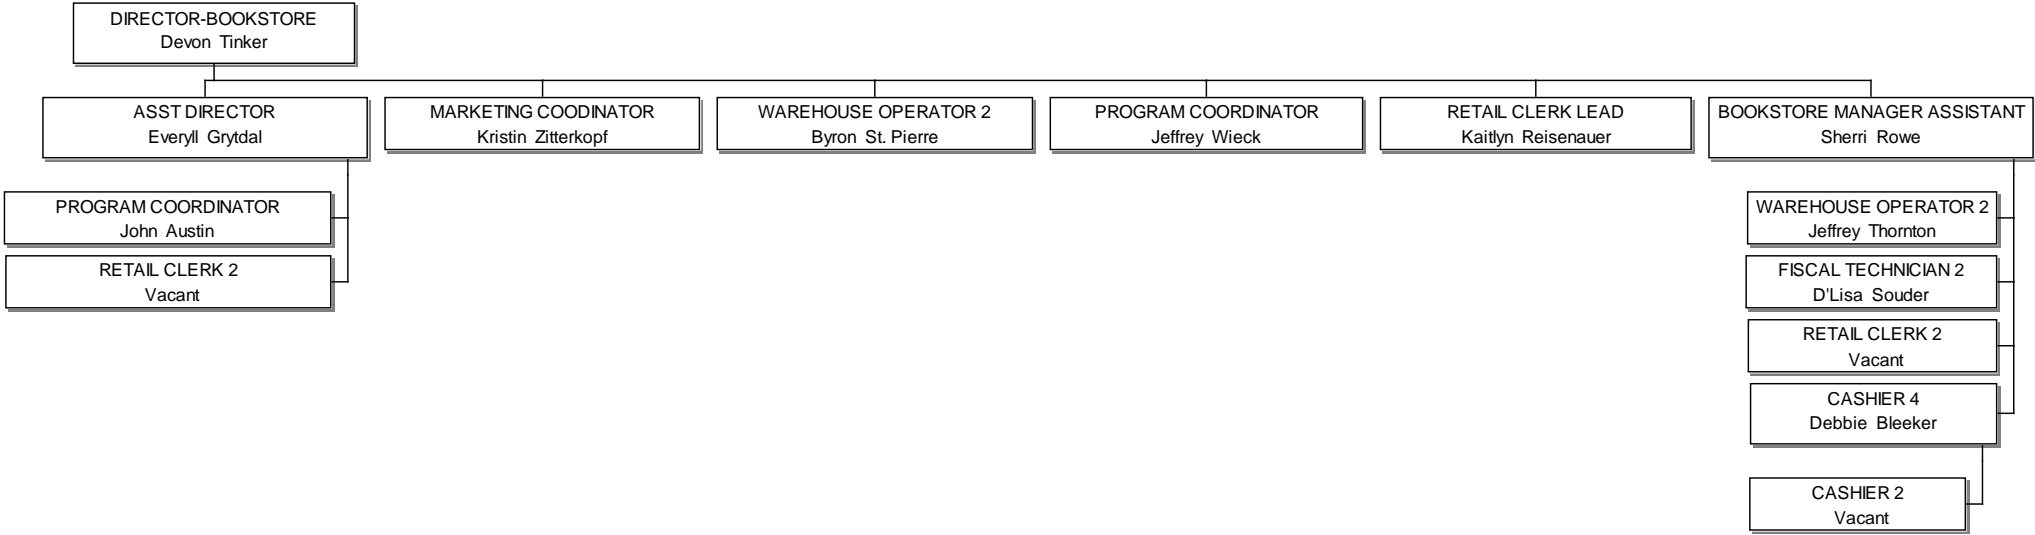 DIRECTOR-BOOKSTORE
Devon Tinker
ASST DIRECTOR
Everyll Grytdal
MARKETING COODINATOR
Kristin Zitterkopf
WAREHOUSE OPERATOR 2
Byron St. Pierre
PROGRAM COORDINATOR
Jeffrey Wieck
RETAIL CLERK LEAD
Kaitlyn Reisenauer
BOOKSTORE MANAGER ASSISTANT
Sherri Rowe
PROGRAM COORDINATOR
John Austin
RETAIL CLERK 2
Vacant
WAREHOUSE OPERATOR 2
Jeffrey Thornton
FISCAL TECHNICIAN 2
D'Lisa Souder
RETAIL CLERK 2
Vacant
CASHIER 4
Debbie Bleeker
CASHIER 2
Vacant